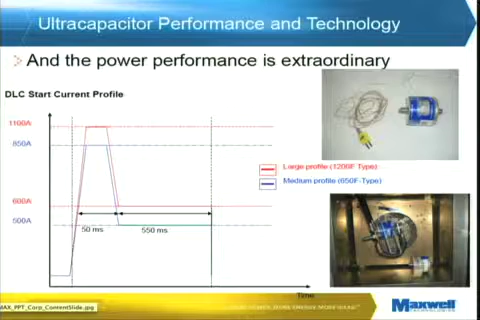 Ultracapacitor Performance and Technology
And the power performance is extraordinary
DLC Start Current Profile
1100A
850A
Large profile (1200F Type)
Medium profile (650F-Type)
600A
500A
50 ms
550 ms
Time
MAX_PPT_Corp_ContentSlide.jpg
Maxwell
TECHNOLOGIES